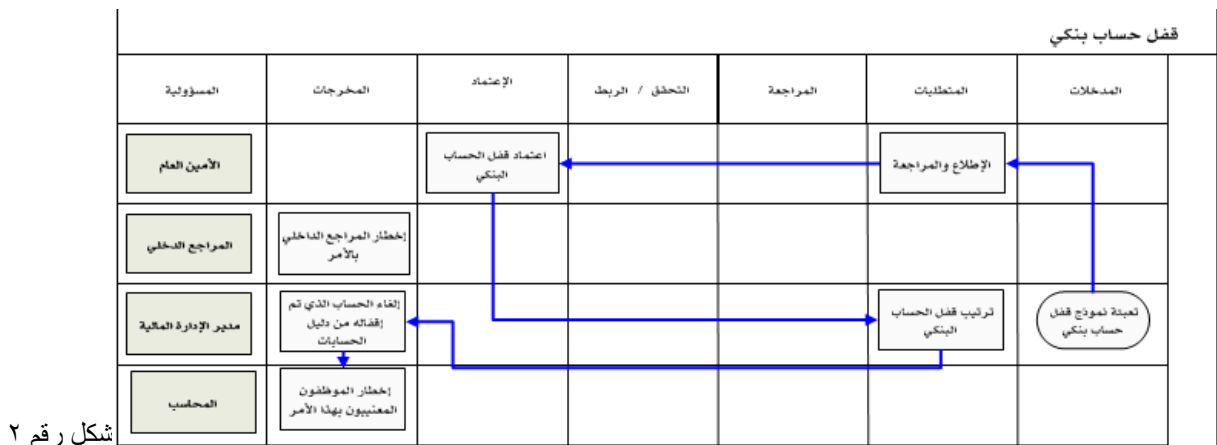 قفل حساب بنكي
المدخلات
المتطلبات
المراجعة
التحقق / الربط
الإعتماد
المخرجات
المسؤولية
الإطلاع والمراجعة
اعتماد قفل الحساب
البنكي
الأمين العام
إخطار المراجع الداخلي
بالأمر
المراجع الدخلي
تعبئة نموذج قفل
حساب بنكي
ترتيب قفل الحساب
البنكي
إلغاء الحساب الذي تم
إقفاله من دليل
الحسابات
مدير الإدارة المالية
إخطار الموظفون
المعنييون بهذا الأمر
المحاسب
شكل رقم ٢